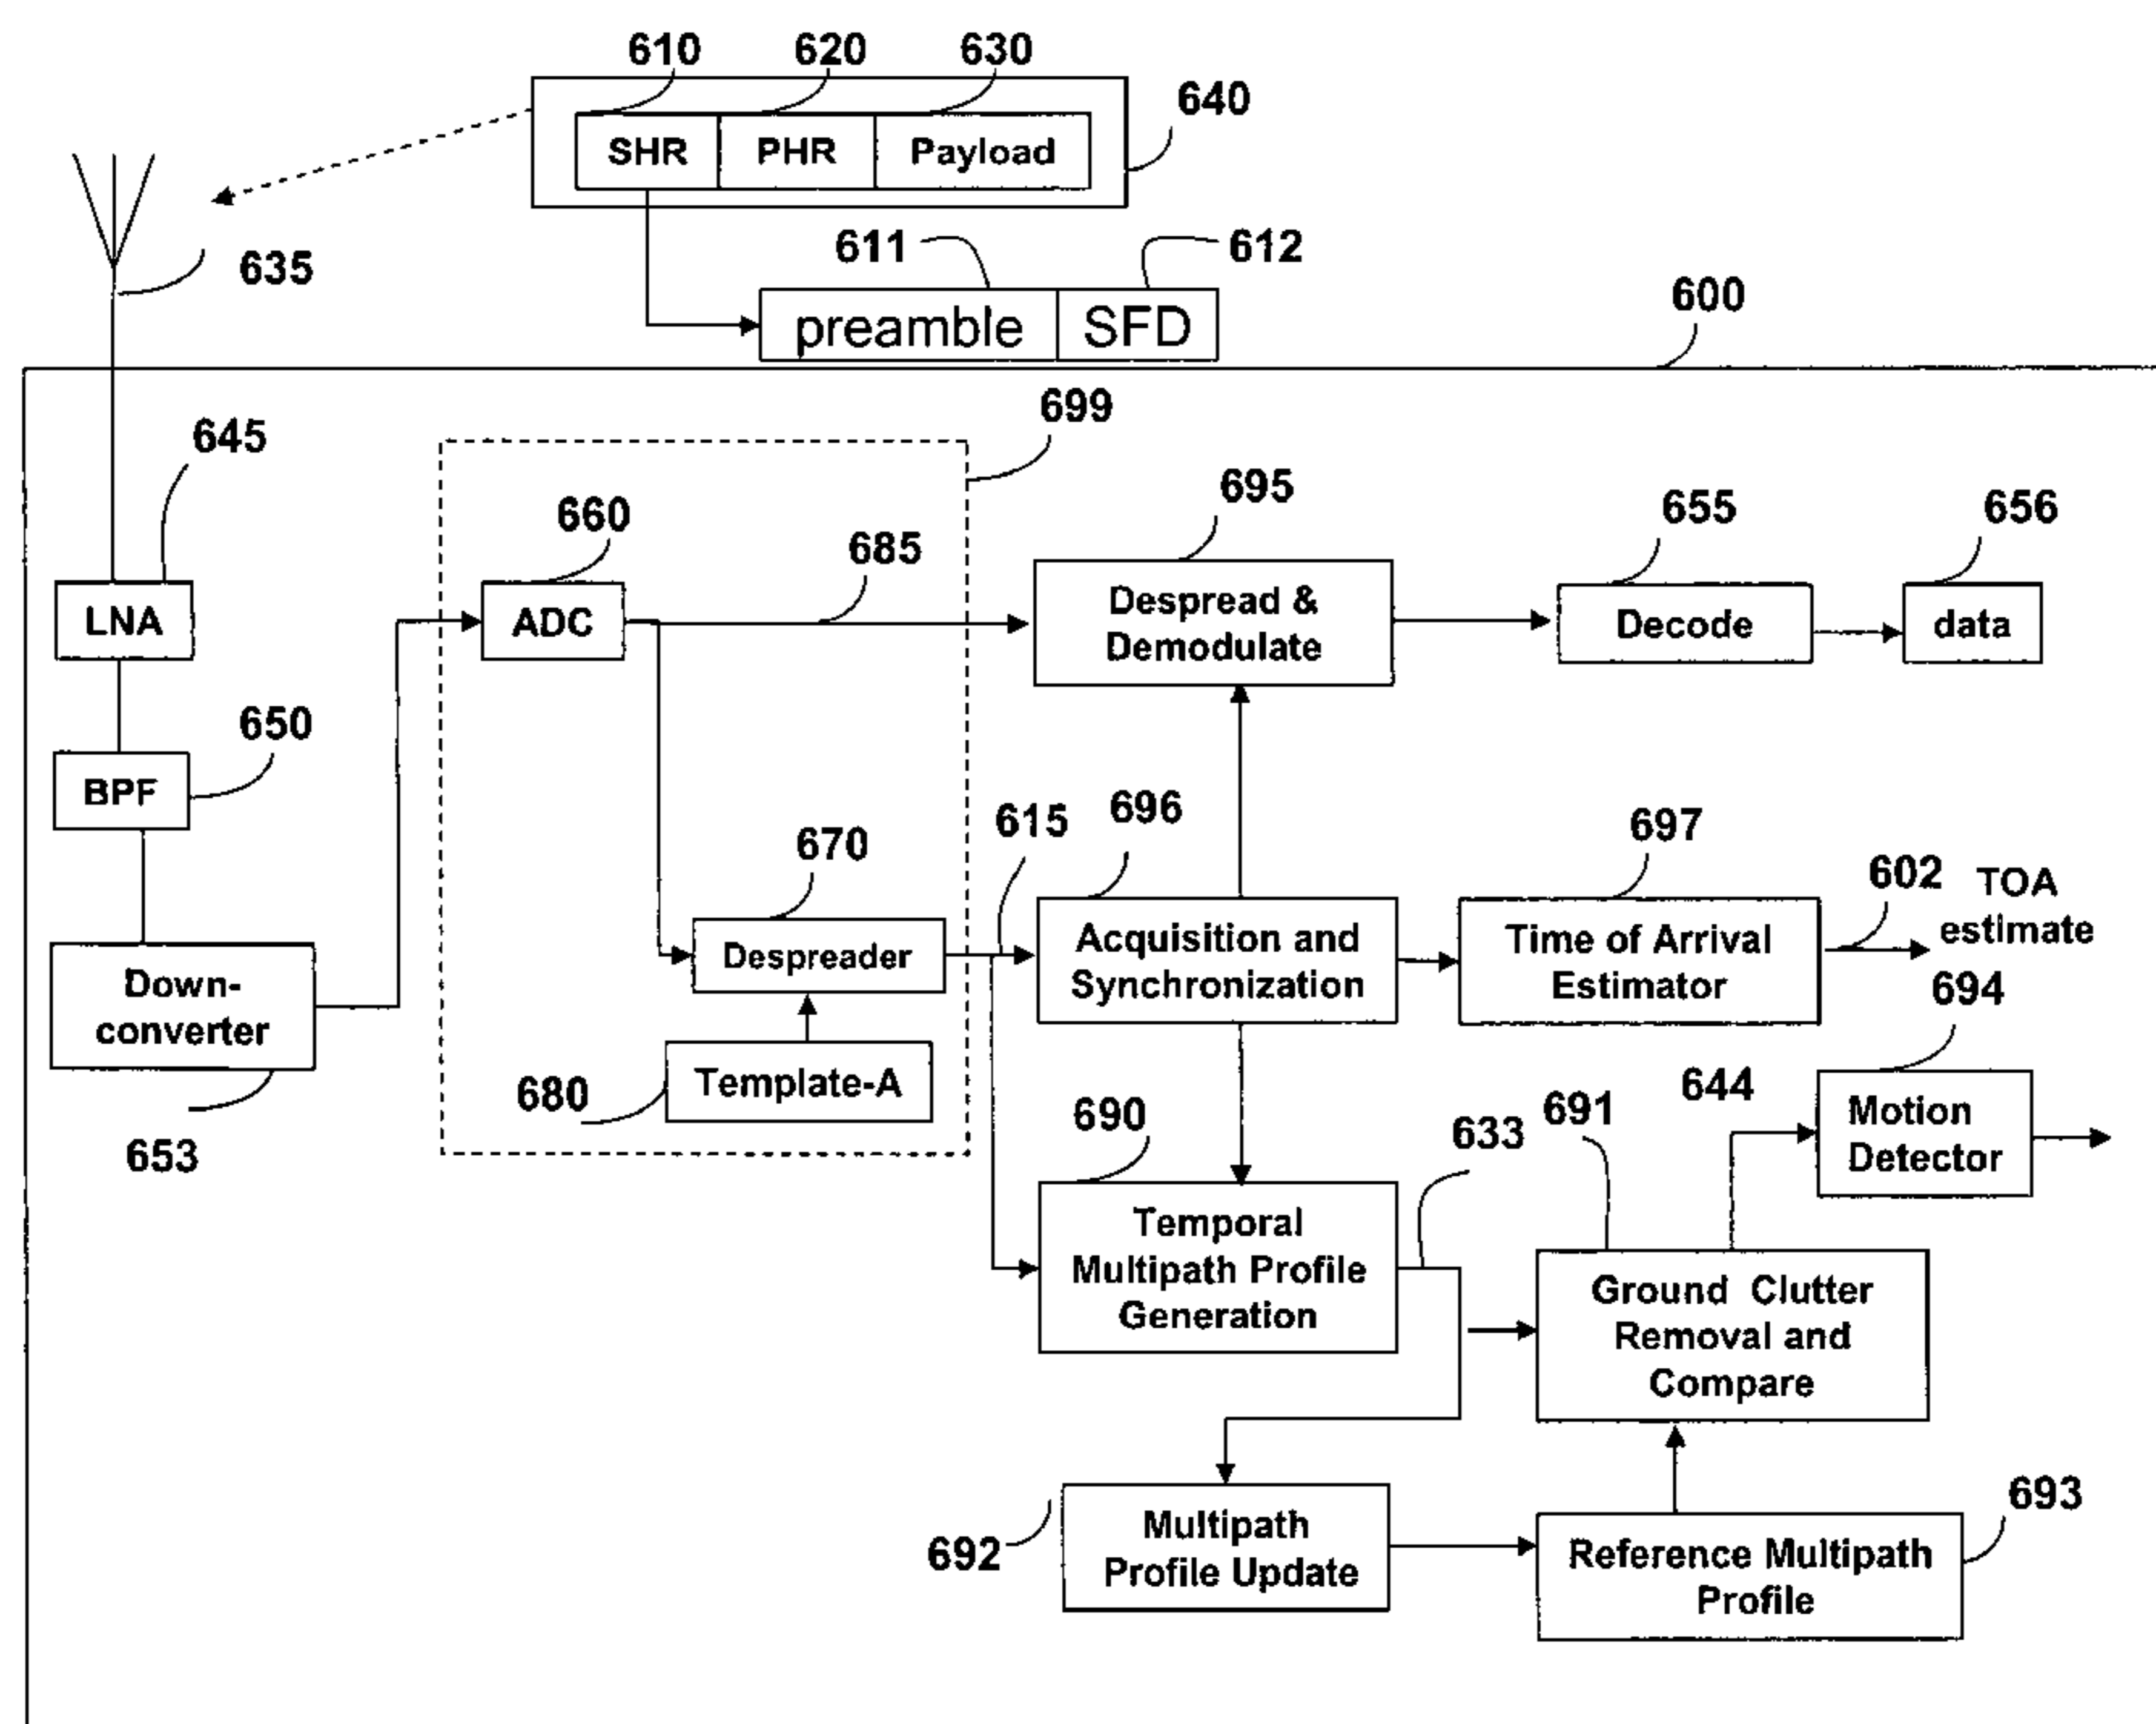 610 620 630
640
SHR PHR Payload
611 612
635
preamble SFD
600
699
645
695
660
655 656
685
LNA
ADC
Despread &
Demodulate
Decode
data
650
BPF
670
615
696
697
602 TOA
estimate
Despreader
Acquisition and
Synchronization
Time of Arrival
Estimator
694
Down-
converter
680
Template-A
653
690
633
691
644
Motion
Detector
Temporal
Multipath Profile
Generation
Ground Clutter
Removal and
Compare
692
Multipath
Profile Update
693
Reference Multipath
Profile